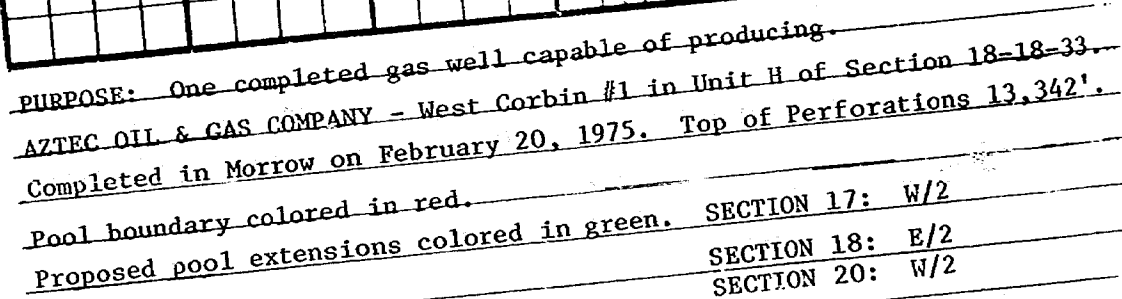 PURPOSE: One completed gas well capable of producing.
AZTEC OIL & GAS COMPANY - West Corbin #1 in Unit H of Section 18-18-33.
Completed in Morrow on February 20, 1975. Top of Perforations 13,342'.
Pool boundary colored in red.
Proposed pool extensions colored in green. SECTION 17: W/2
SECTION 18: E/2
SECTION 20: W/2